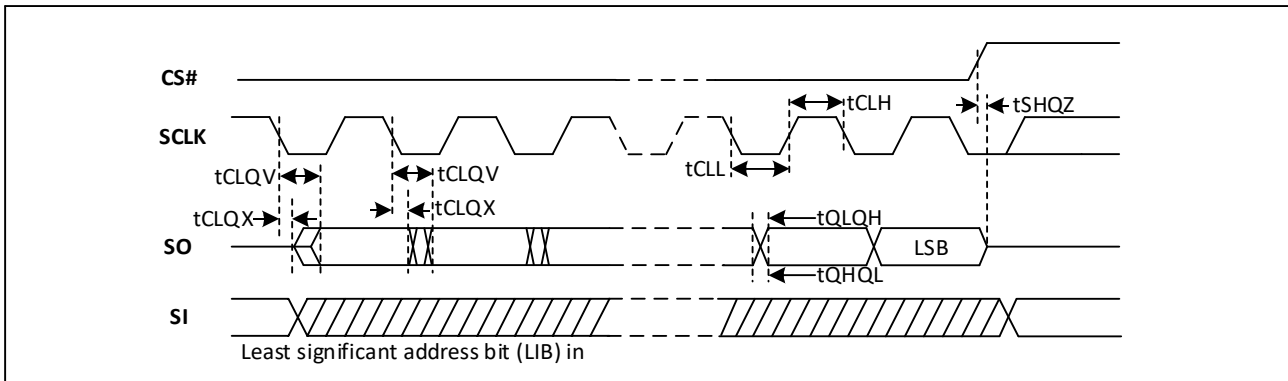 CS#
tCLH
tSHQZ
SCLK
tCLL
tCLQV
tCLQV
tCLQX
tCLQX
tQLQH
SO
LSB
tQHQL
SI
Least significant address bit (LIB) in